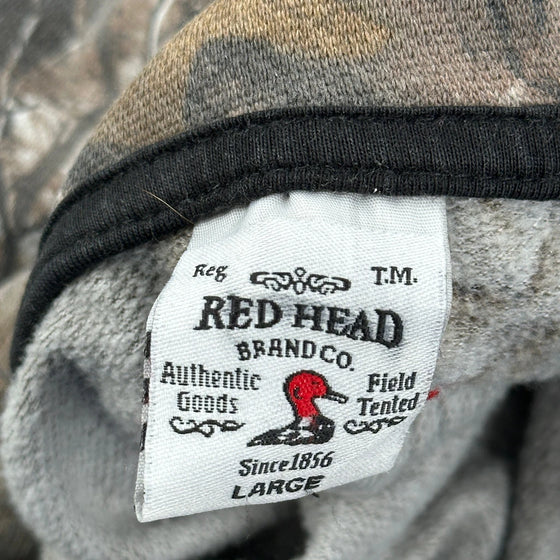 Reg T.M.
RED HEAD
BRAND CO.
Authentic Field
Goods Tented
Since 1856
LARGE